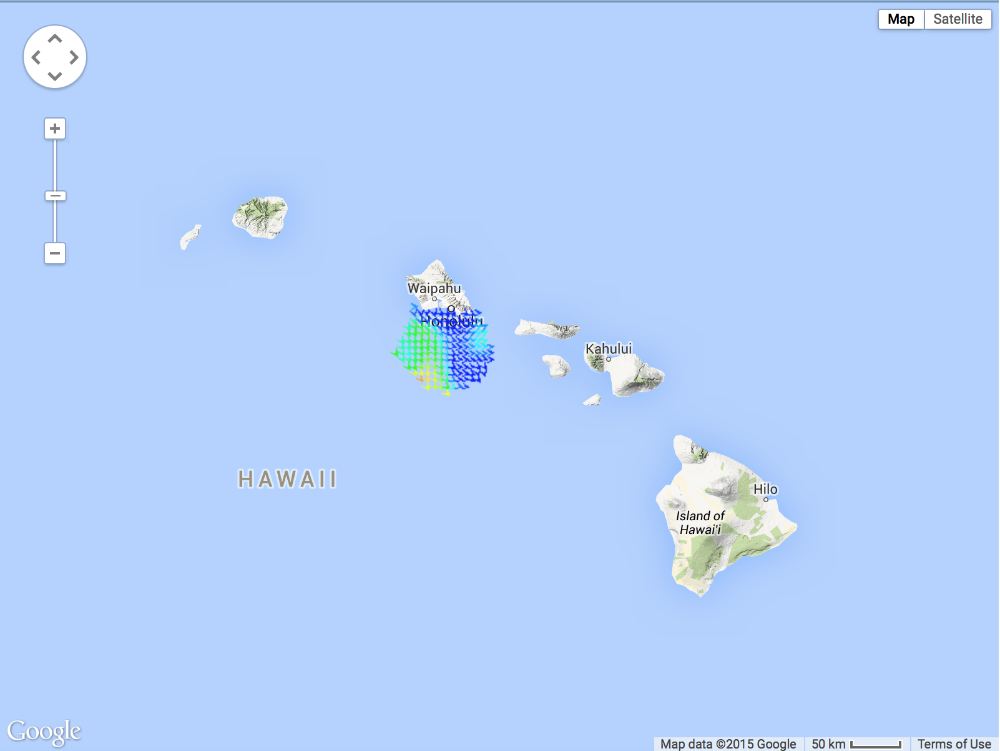 Map Satellite
Waipahu
Honolulu
Kahului
HAWAII
Hilo
Island of
Hawai'i
Google
Map data ©2015 Google 50 km Terms of Use